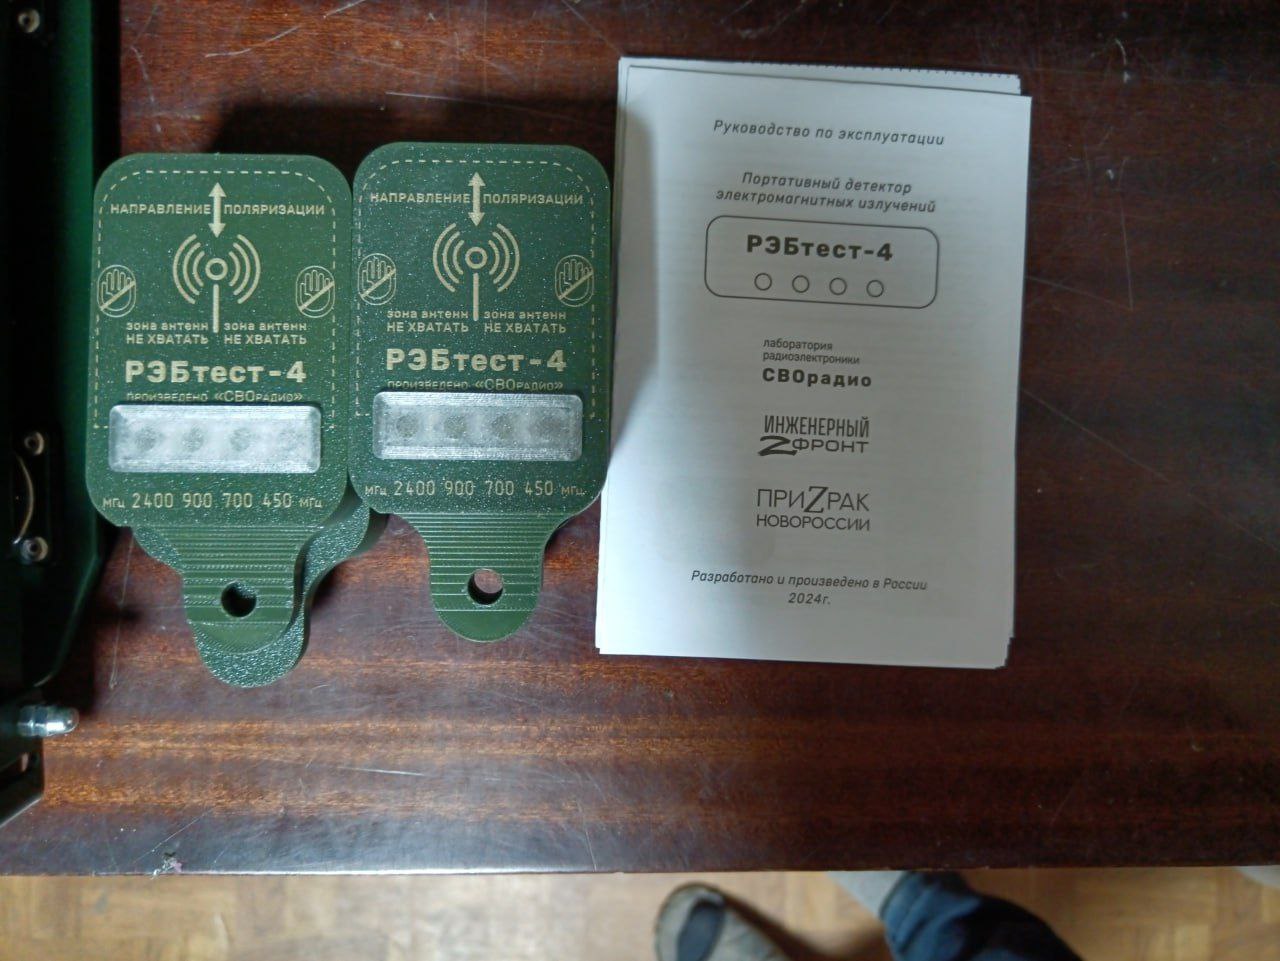 НАПРАВЛЕНИЕ ПОЛЯРИЗАЦИИ
зона антенн зона антенн
НЕ ХВАТАТЬ НЕ ХВАТАТЬ
РЭБтест-4
ПРОИЗВЕДЕНО «СВОРАДИО»
МГЦ 2400 900 700 450 МГЦ
НАПРАВЛЕНИЕ ПОЛЯРИЗАЦИИ
зона антенн зона антенн
НЕ ХВАТАТЬ НЕ ХВАТАТЬ
РЭБтест-4
ПРОИЗВЕДЕНО «СВОРАДИО»
МГЦ 2400 900 700 450 МГЦ
Руководство по эксплуатации
Портативный детектор
электромагнитных излучений
РЭБтест-4
лаборатория
радиоэлектроники
СВОрадио
ИНЖЕНЕРНЫЙ
ZФРОНТ
ПРИZРАК
НОВОРОССИИ
Разработано и произведено в России
2024г.